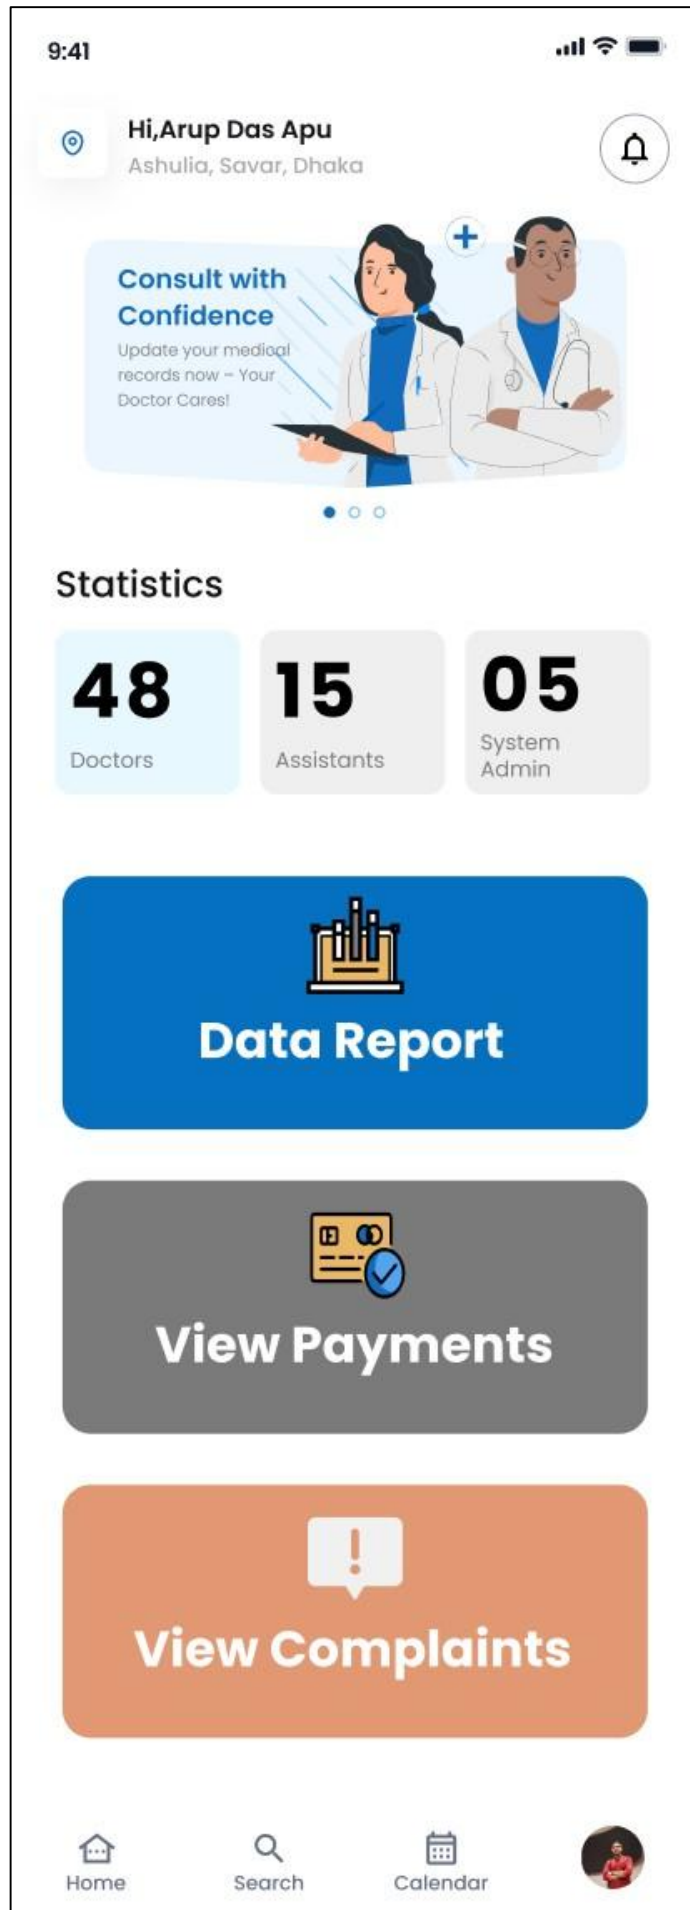 9:41
Hi,Arup Das Apu
Ashulia, Savar, Dhaka
Consult with
Confidence
Update your medical
records now – Your
Doctor Cares!
Statistics
48
Doctors
15
Assistants
05
System
Admin
Data Report
View Payments
View Complaints
Home
Search
Calendar